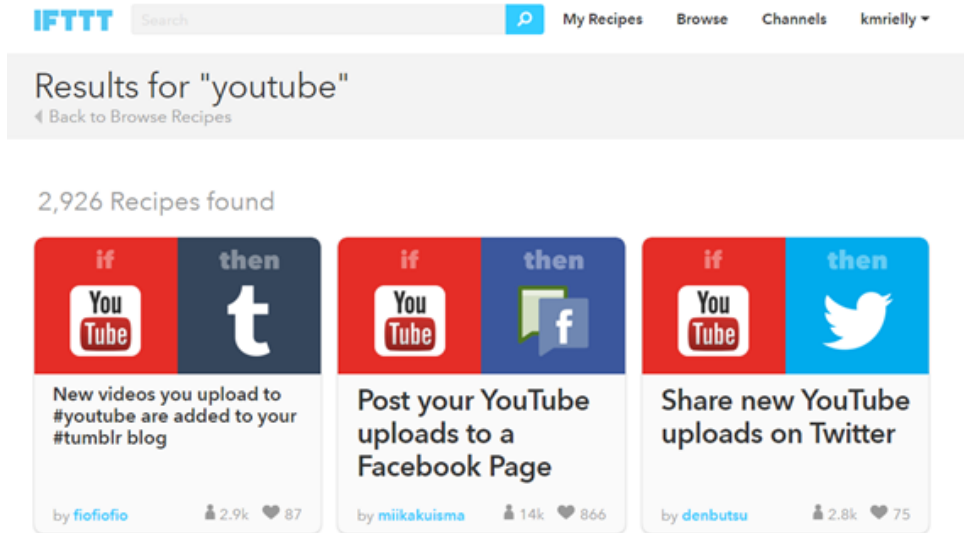 IFTTT Search My Recipes Browse Channels kmrielly
Results for "youtube"
Back to Browse Recipes
2,926 Recipes found
if then if then if then
You You You
Tube t Tube f Tube
New videos you upload to
#youtube are added to your
#tumblr blog
by fiofiofio 2.9k 87
Post your YouTube
uploads to a
Facebook Page
by miikakuisma 14k 866
Share new YouTube
uploads on Twitter
by denbutsu 2.8k 75